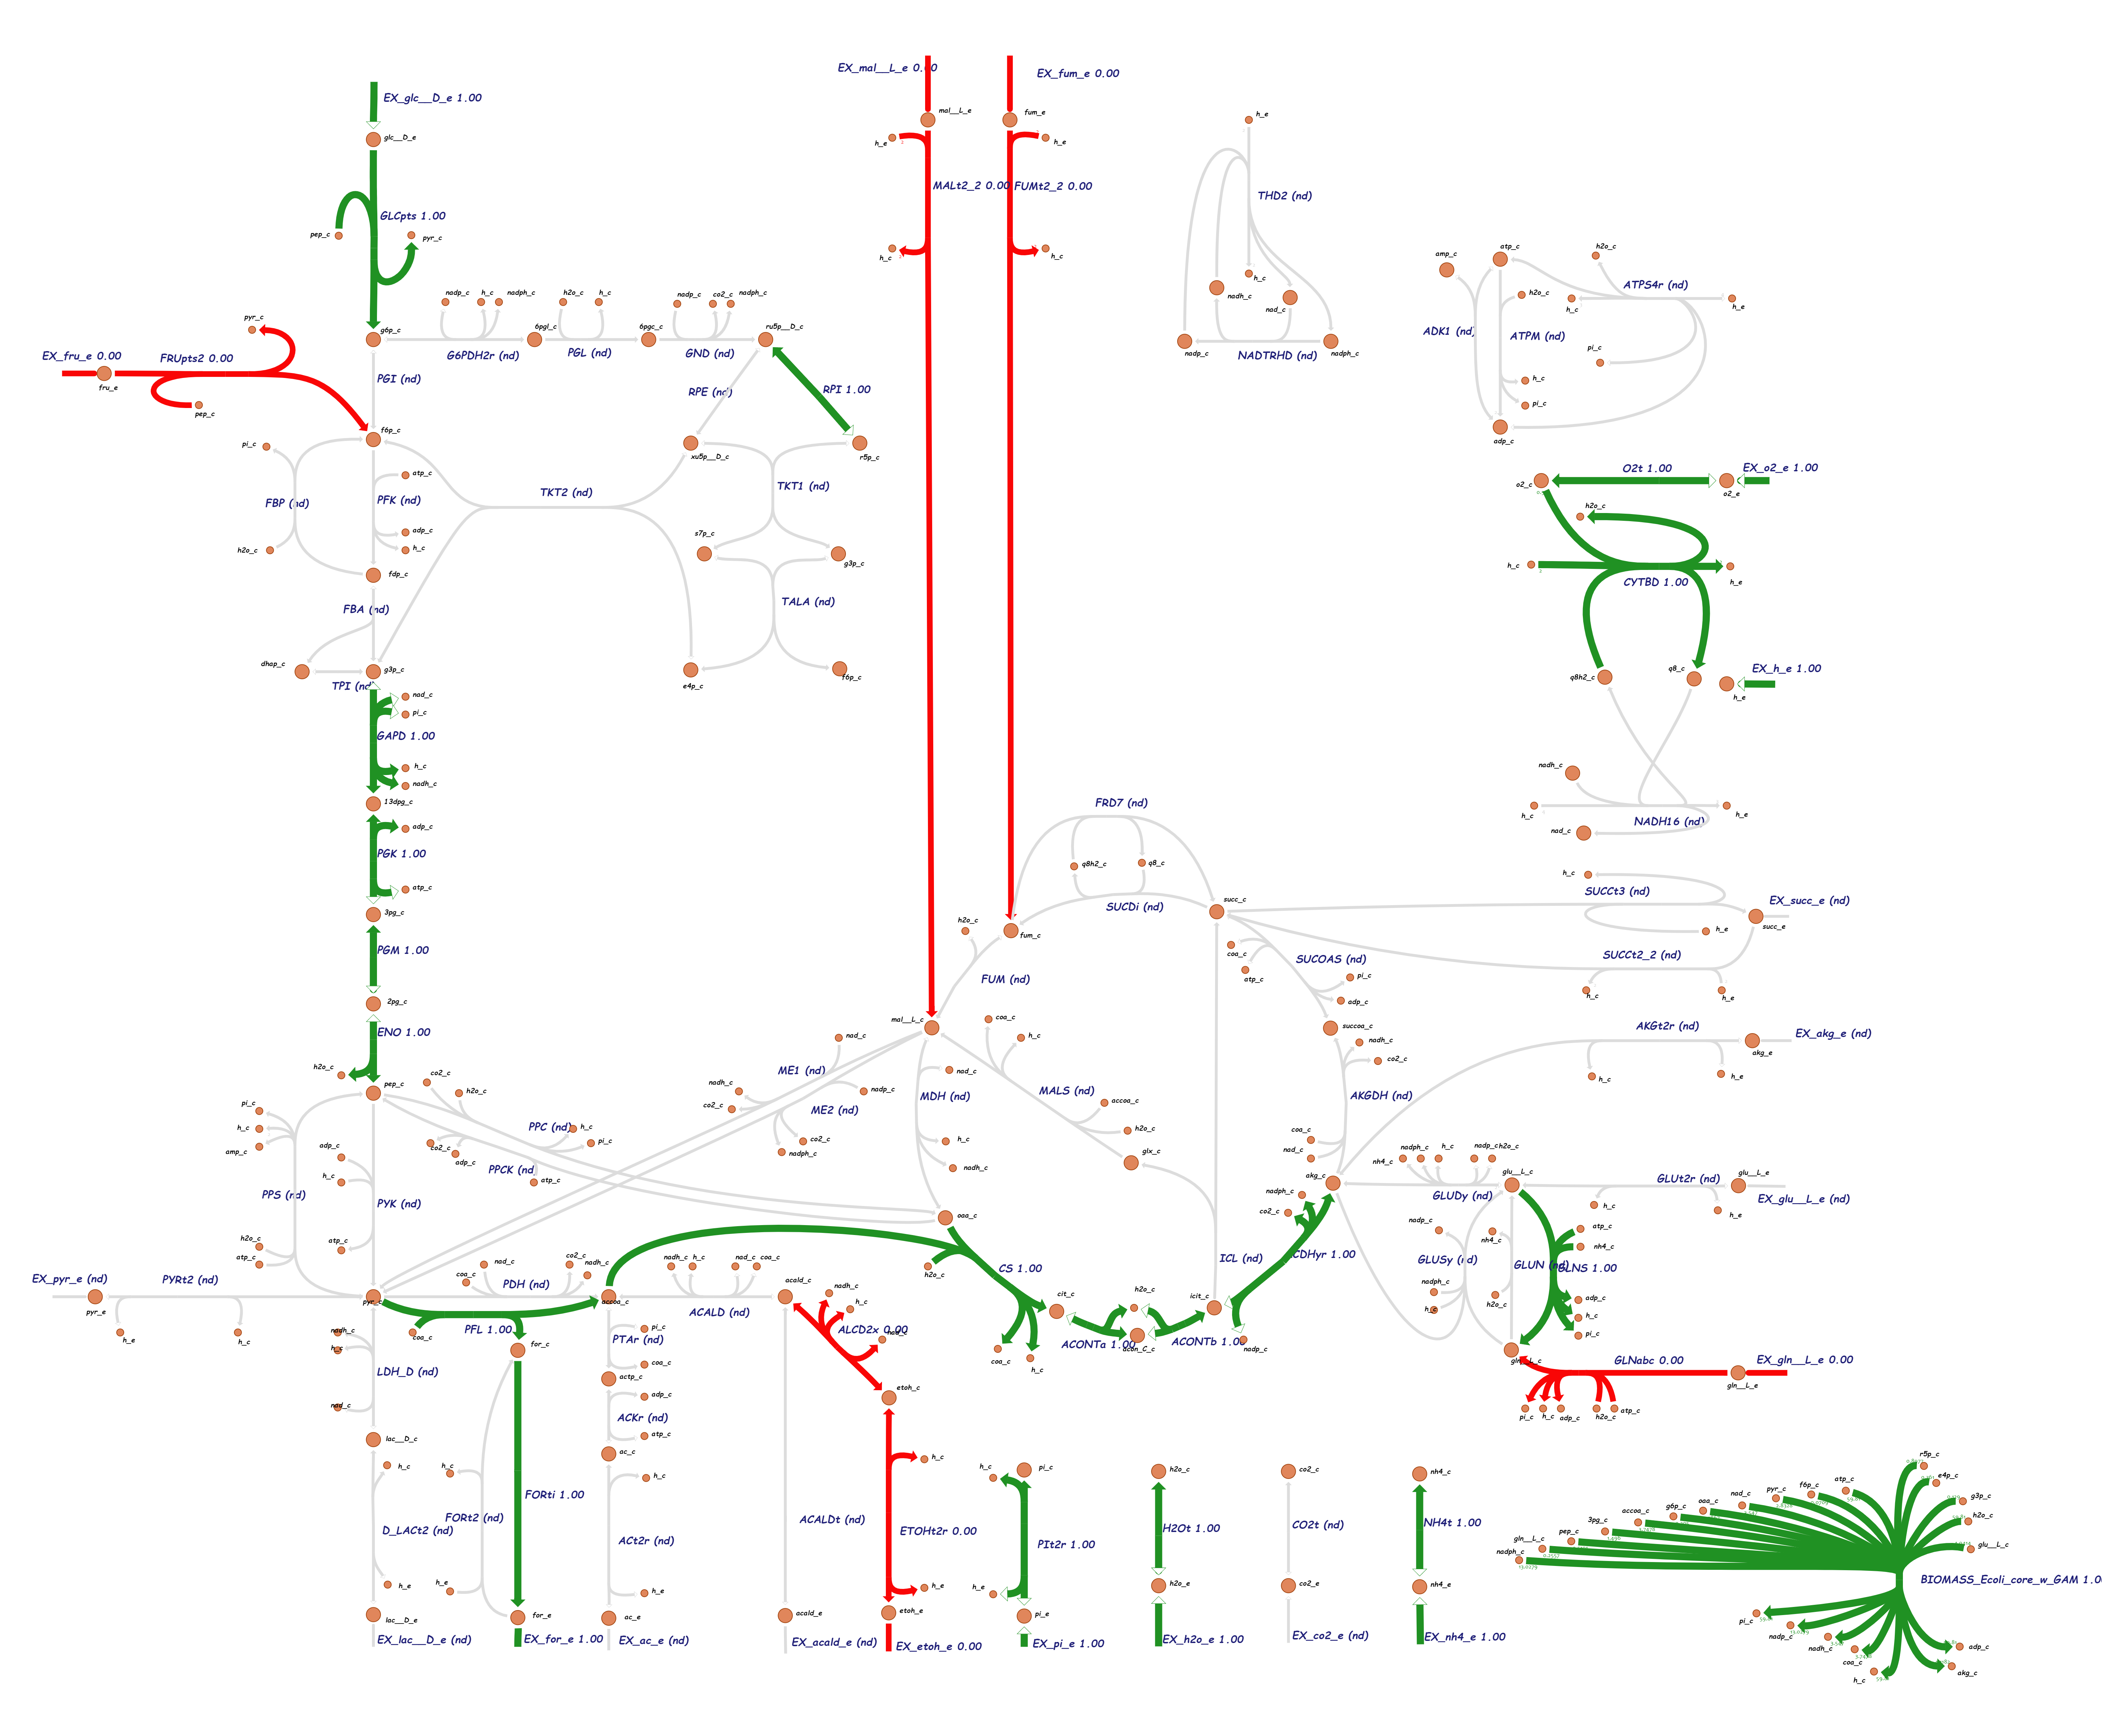 EX_mal__L_e 0.00
EX_fum_e 0.00
EX_glc__D_e 1.00
mal__L_e
fum_e
h_e
glc__D_e
h_e
h_e
MALt2_2 0.00
FUMt2_2 0.00
THD2 (nd)
GLCpts 1.00
pep_c
pyr_c
h_c
h_c
atp_c
h2o_c
amp_c
h_c
nadh_c
nad_c
h2o_c
ATPS4r (nd)
h_c
h_e
nadp_c
h_c
nadph_c
h2o_c
h_c
nadp_c
co2_c
nadph_c
pyr_c
g6p_c
6pgl_c
6pgc_c
ru5p__D_c
ADK1 (nd)
ATPM (nd)
EX_fru_e 0.00
FRUpts2 0.00
G6PDH2r (nd)
PGL (nd)
GND (nd)
nadp_c
NADTRHD (nd)
nadph_c
pi_c
fru_e
PGI (nd)
RPE (nd)
RPI 1.00
h_c
pep_c
pi_c
f6p_c
pi_c
adp_c
xu5p__D_c
r5p_c
atp_c
O2t 1.00
EX_o2_e 1.00
FBP (nd)
PFK (nd)
TKT2 (nd)
TKT1 (nd)
o2_c
o2_e
h2o_c
adp_c
s7p_c
h2o_c
h_c
g3p_c
h_c
fdp_c
CYTBD 1.00
h_e
FBA (nd)
TALA (nd)
dhap_c
g3p_c
q8h2_c
q8_c
EX_h_e 1.00
TPI (nd)
e4p_c
f6p_c
h_e
nad_c
pi_c
GAPD 1.00
h_c
nadh_c
nadh_c
13dpg_c
FRD7 (nd)
h_c
h_e
adp_c
NADH16 (nd)
nad_c
PGK 1.00
q8h2_c
q8_c
h_c
atp_c
SUCCt3 (nd)
succ_c
EX_succ_e (nd)
3pg_c
SUCDi (nd)
h2o_c
fum_c
h_e
succ_e
PGM 1.00
coa_c
SUCOAS (nd)
SUCCt2_2 (nd)
FUM (nd)
atp_c
pi_c
2pg_c
adp_c
h_c
h_e
mal__L_c
coa_c
succoa_c
AKGt2r (nd)
EX_akg_e (nd)
ENO 1.00
nad_c
h_c
nadh_c
akg_e
h2o_c
co2_c
ME1 (nd)
nad_c
co2_c
h_c
h_e
pep_c
h2o_c
nadh_c
nadp_c
MDH (nd)
MALS (nd)
AKGDH (nd)
pi_c
co2_c
ME2 (nd)
accoa_c
h_c
PPC (nd)
h_c
coa_c
h2o_c
amp_c
adp_c
co2_c
pi_c
co2_c
h_c
nad_c
nadph_c
h_c
nadp_c
h2o_c
adp_c
nadph_c
glx_c
nh4_c
PPCK (nd)
nadh_c
akg_c
glu__L_c
glu__L_e
h_c
atp_c
GLUt2r (nd)
PPS (nd)
PYK (nd)
nadph_c
GLUDy (nd)
EX_glu__L_e (nd)
oaa_c
co2_c
h_c
h_e
nadp_c
atp_c
h2o_c
atp_c
nh4_c
nh4_c
atp_c
ICL (nd)
ICDHyr 1.00
GLUSy (nd)
GLUN (nd)
GLNS 1.00
EX_pyr_e (nd)
PYRt2 (nd)
coa_c
nad_c
PDH (nd)
co2_c
nadh_c
nadh_c
h_c
nad_c
coa_c
h2o_c
CS 1.00
acald_c
nadh_c
h2o_c
nadph_c
pyr_e
pyr_c
accoa_c
h_c
cit_c
icit_c
h2o_c
adp_c
h_c
ACALD (nd)
h_c
h_e
h_c
nadh_c
coa_c
PFL 1.00
pi_c
ALCD2x 0.00
nad_c
pi_c
h_c
for_c
PTAr (nd)
coa_c
h_c
ACONTa 1.00
acon_C_c
ACONTb 1.00
nadp_c
LDH_D (nd)
coa_c
gln__L_c
GLNabc 0.00
EX_gln__L_e 0.00
actp_c
etoh_c
gln__L_e
nad_c
adp_c
pi_c
h_c
adp_c
h2o_c
atp_c
ACKr (nd)
lac__D_c
atp_c
ac_c
h_c
h_c
h_c
h_c
h_c
pi_c
h2o_c
co2_c
nh4_c
r5p_c
e4p_c
FORti 1.00
atp_c
f6p_c
pyr_c
nad_c
g3p_c
oaa_c
g6p_c
accoa_c
h2o_c
3pg_c
D_LACt2 (nd)
FORt2 (nd)
ACt2r (nd)
ACALDt (nd)
ETOHt2r 0.00
PIt2r 1.00
H2Ot 1.00
CO2t (nd)
NH4t 1.00
pep_c
gln__L_c
glu__L_c
nadph_c
h_e
h_e
h_e
h_e
h_e
h2o_e
co2_e
nh4_e
BIOMASS_Ecoli_core_w_GAM 1.00
lac__D_e
for_e
ac_e
acald_e
etoh_e
pi_e
pi_c
nadp_c
EX_lac__D_e (nd)
EX_for_e 1.00
EX_ac_e (nd)
EX_acald_e (nd)
EX_etoh_e 0.00
EX_pi_e 1.00
EX_h2o_e 1.00
EX_co2_e (nd)
EX_nh4_e 1.00
nadh_c
adp_c
coa_c
akg_c
h_c